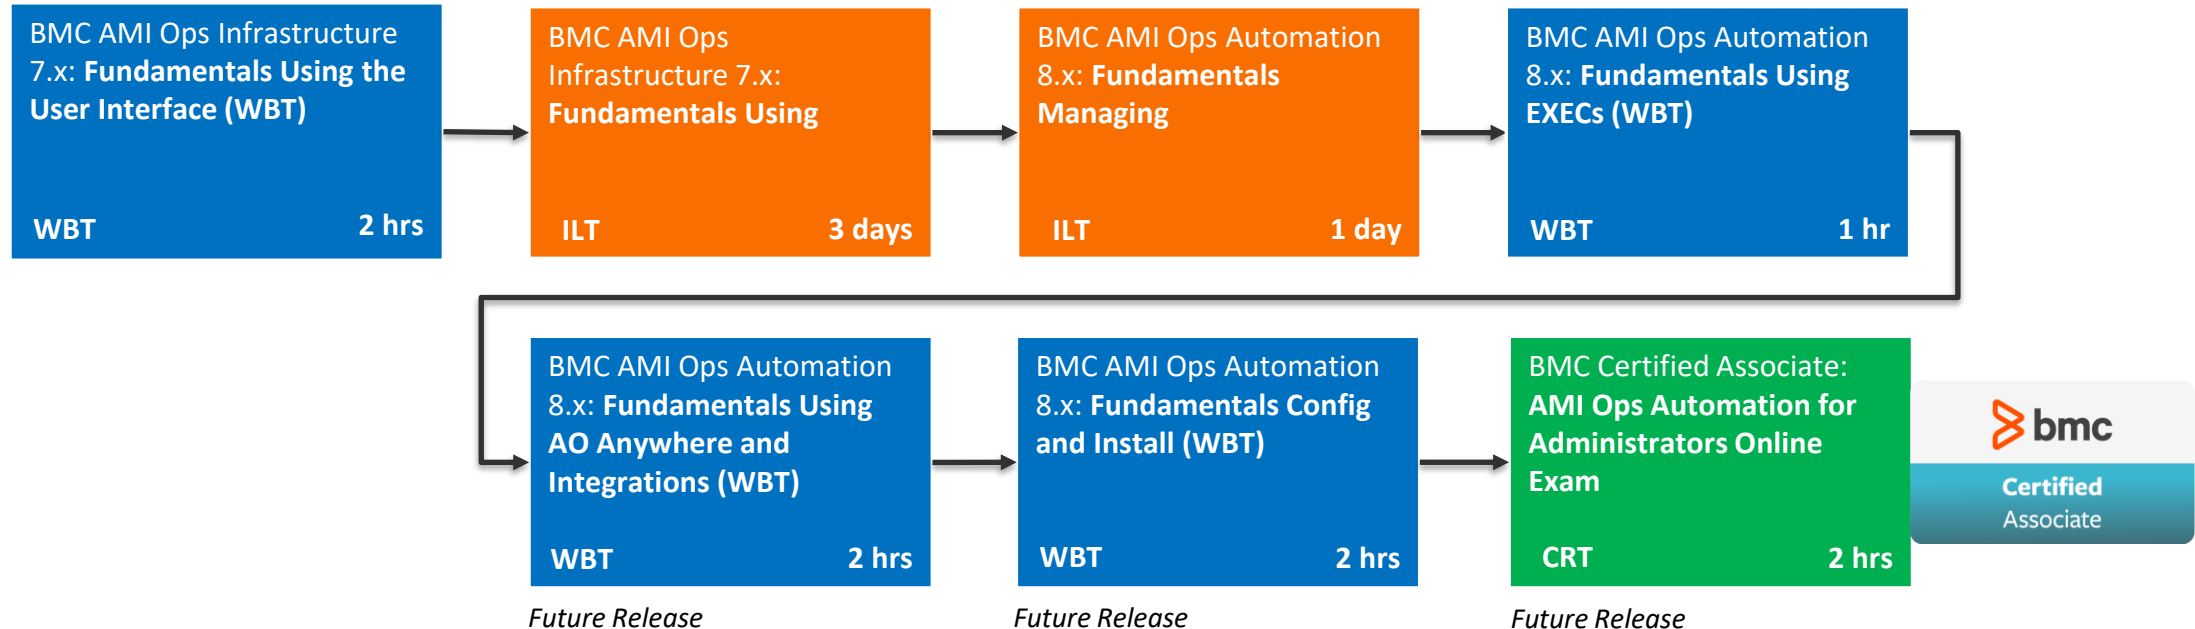 BMC AMI Ops Infrastructure
7.x: Fundamentals Using the
User Interface (WBT)
WBT
2 hrs
BMC AMI Ops
Infrastructure 7.x:
Fundamentals Using
ILT
3 days
BMC AMI Ops Automation
8.x: Fundamentals
Managing
ILT
1 day
BMC AMI Ops Automation
8.x: Fundamentals Using
EXECs (WBT)
WBT
1 hr
BMC AMI Ops Automation
8.x: Fundamentals Using
AO Anywhere and
Integrations (WBT)
WBT
2 hrs
Future Release
BMC AMI Ops Automation
8.x: Fundamentals Config
and Install (WBT)
WBT
2 hrs
Future Release
BMC Certified Associate:
AMI Ops Automation for
Administrators Online
Exam
CRT
2 hrs
Future Release
bmc
Certified
Associate